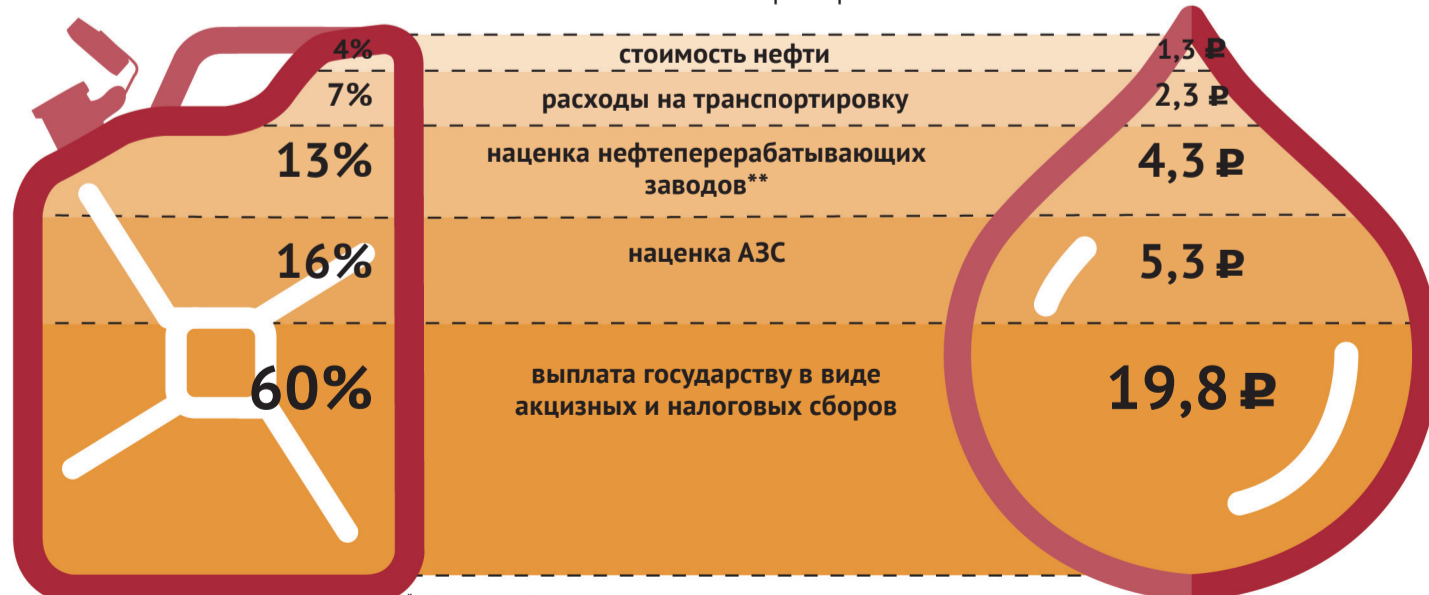 4% стоимость нефти 1,3 ₽
7% расходы на транспортировку 2,3 ₽
13% наценка нефтеперерабатывающих 4,3 ₽
заводов**
16% наценка АЗС 5,3 ₽
60% выплата государству в виде 19,8 ₽
акцизных и налоговых сборов